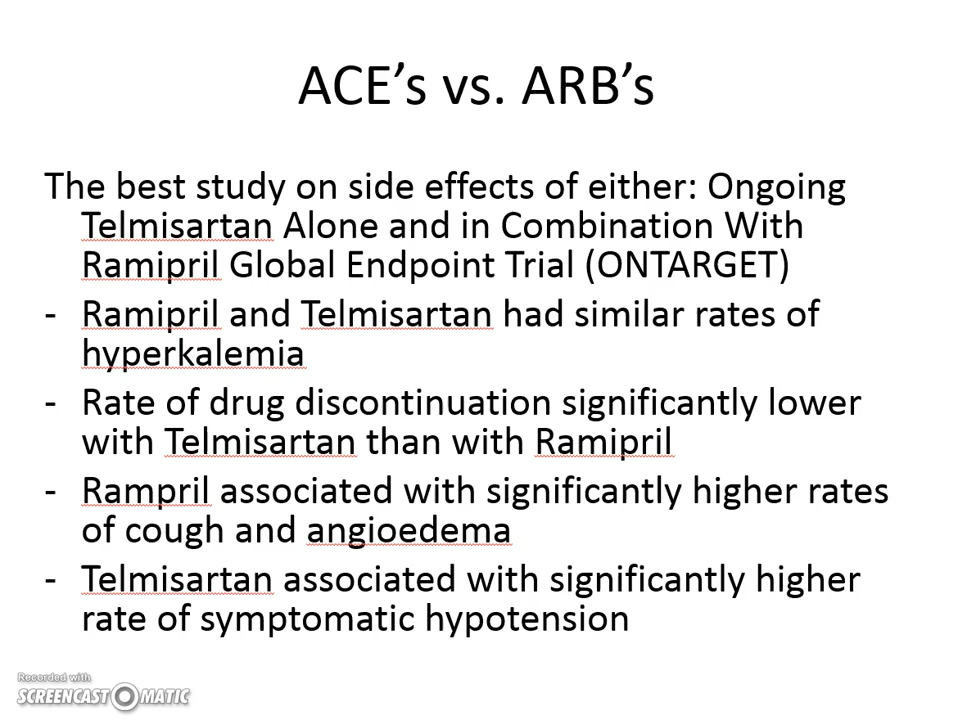 ACE’s vs. ARB’s
The best study on side effects of either: Ongoing
Telmisartan Alone and in Combination With
Ramipril Global Endpoint Trial (ONTARGET)
- Ramipril and Telmisartan had similar rates of
hyperkalemia
- Rate of drug discontinuation significantly lower
with Telmisartan than with Ramipril
- Rampril associated with significantly higher rates
of cough and angioedema
- Telmisartan associated with significantly higher
rate of symptomatic hypotension
Recorded with
SCREENCAST-O-MATIC